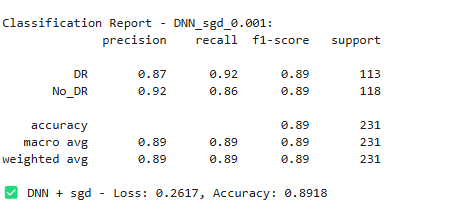 Classification Report - DNN_sgd_0.001:
precision recall f1-score support
DR 0.87 0.92 0.89 113
No_DR 0.92 0.86 0.89 118
accuracy 0.89 231
macro avg 0.89 0.89 0.89 231
weighted avg 0.89 0.89 0.89 231
✅ DNN + sgd - Loss: 0.2617, Accuracy: 0.8918